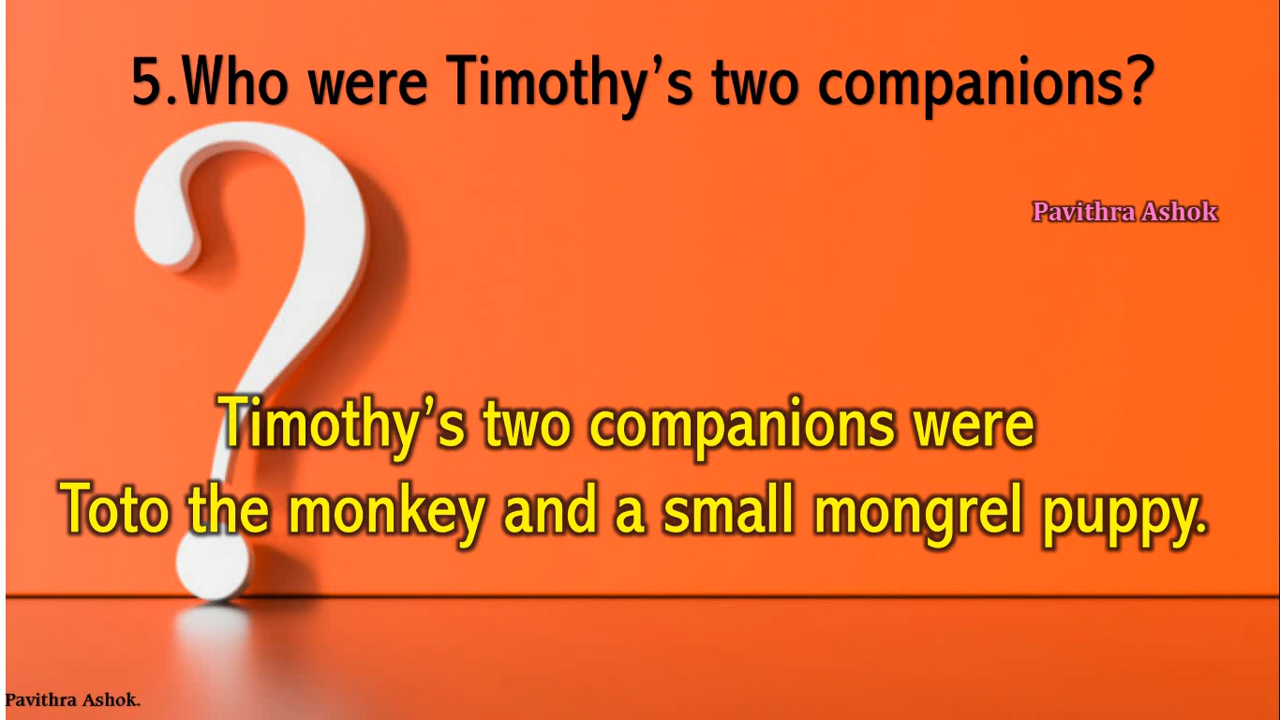 5.Who were Timothy’s two companions?
Pavithra Ashok
Timothy’s two companions were
Toto the monkey and a small mongrel puppy.
Pavithra Ashok.